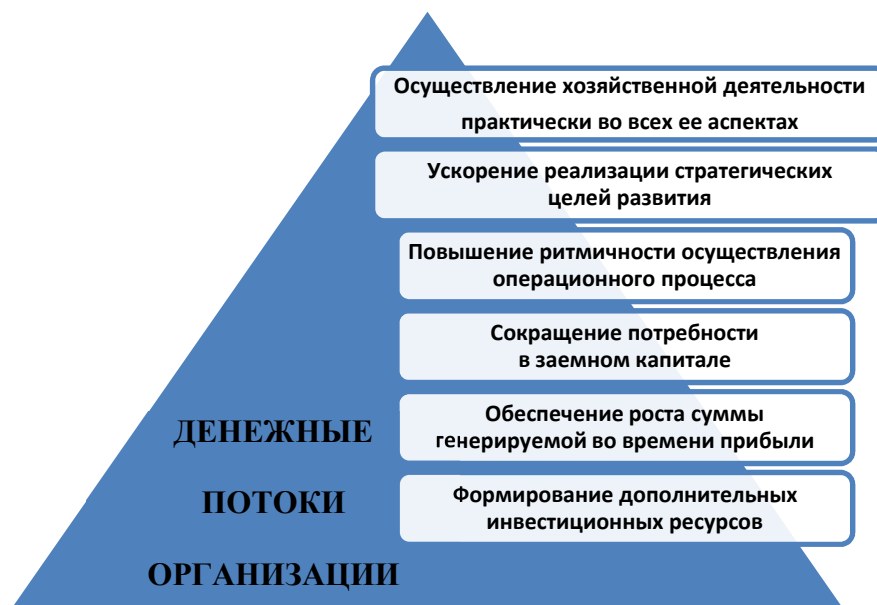 Осуществление хозяйственной деятельности
практически во всех ее аспектах
Ускорение реализации стратегических
целей развития
Повышение ритмичности осуществления
операционного процесса
Сокращение потребности
в заемном капитале
Обеспечение роста суммы
генерируемой во времени прибыли
Формирование дополнительных
инвестиционных ресурсов
ДЕНЕЖНЫЕ
ПОТОКИ
ОРГАНИЗАЦИИ